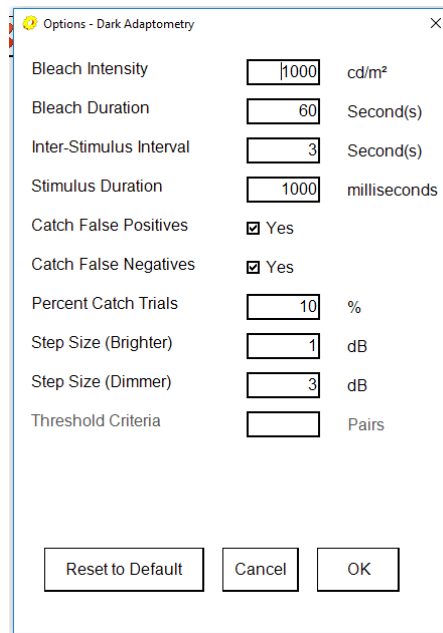 Options - Dark Adaptometry
Bleach Intensity 1000 cd/m²
Bleach Duration 60 Second(s)
Inter-Stimulus Interval 3 Second(s)
Stimulus Duration 1000 milliseconds
Catch False Positives Yes
Catch False Negatives Yes
Percent Catch Trials 10 %
Step Size (Brighter) 1 dB
Step Size (Dimmer) 3 dB
Threshold Criteria Pairs
Reset to Default Cancel OK